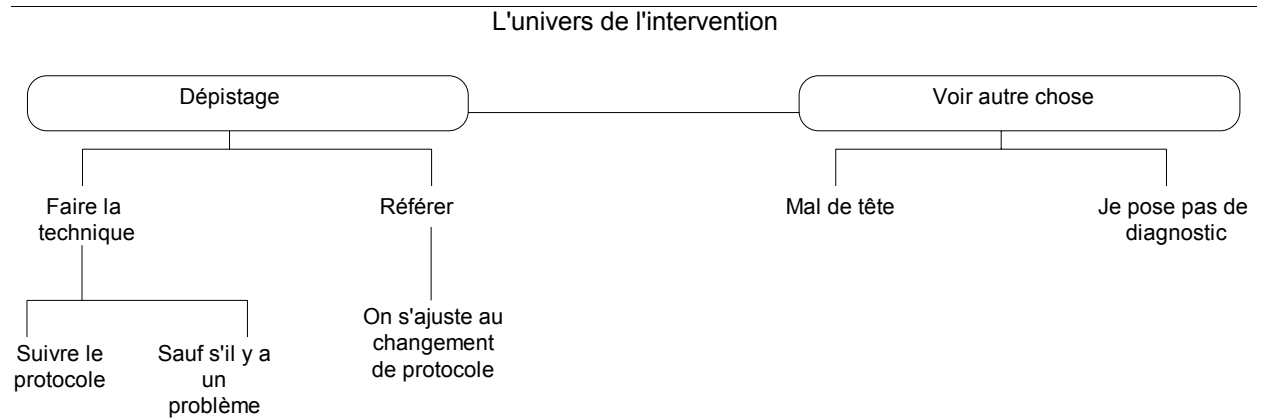 L'univers de l'intervention
Dépistage
Voir autre chose
Faire la
technique
Référer
Mal de tête
Je pose pas de
diagnostic
On s'ajuste au
changement
de protocole
Suivre le
protocole
Sauf s'il y a
un
problème